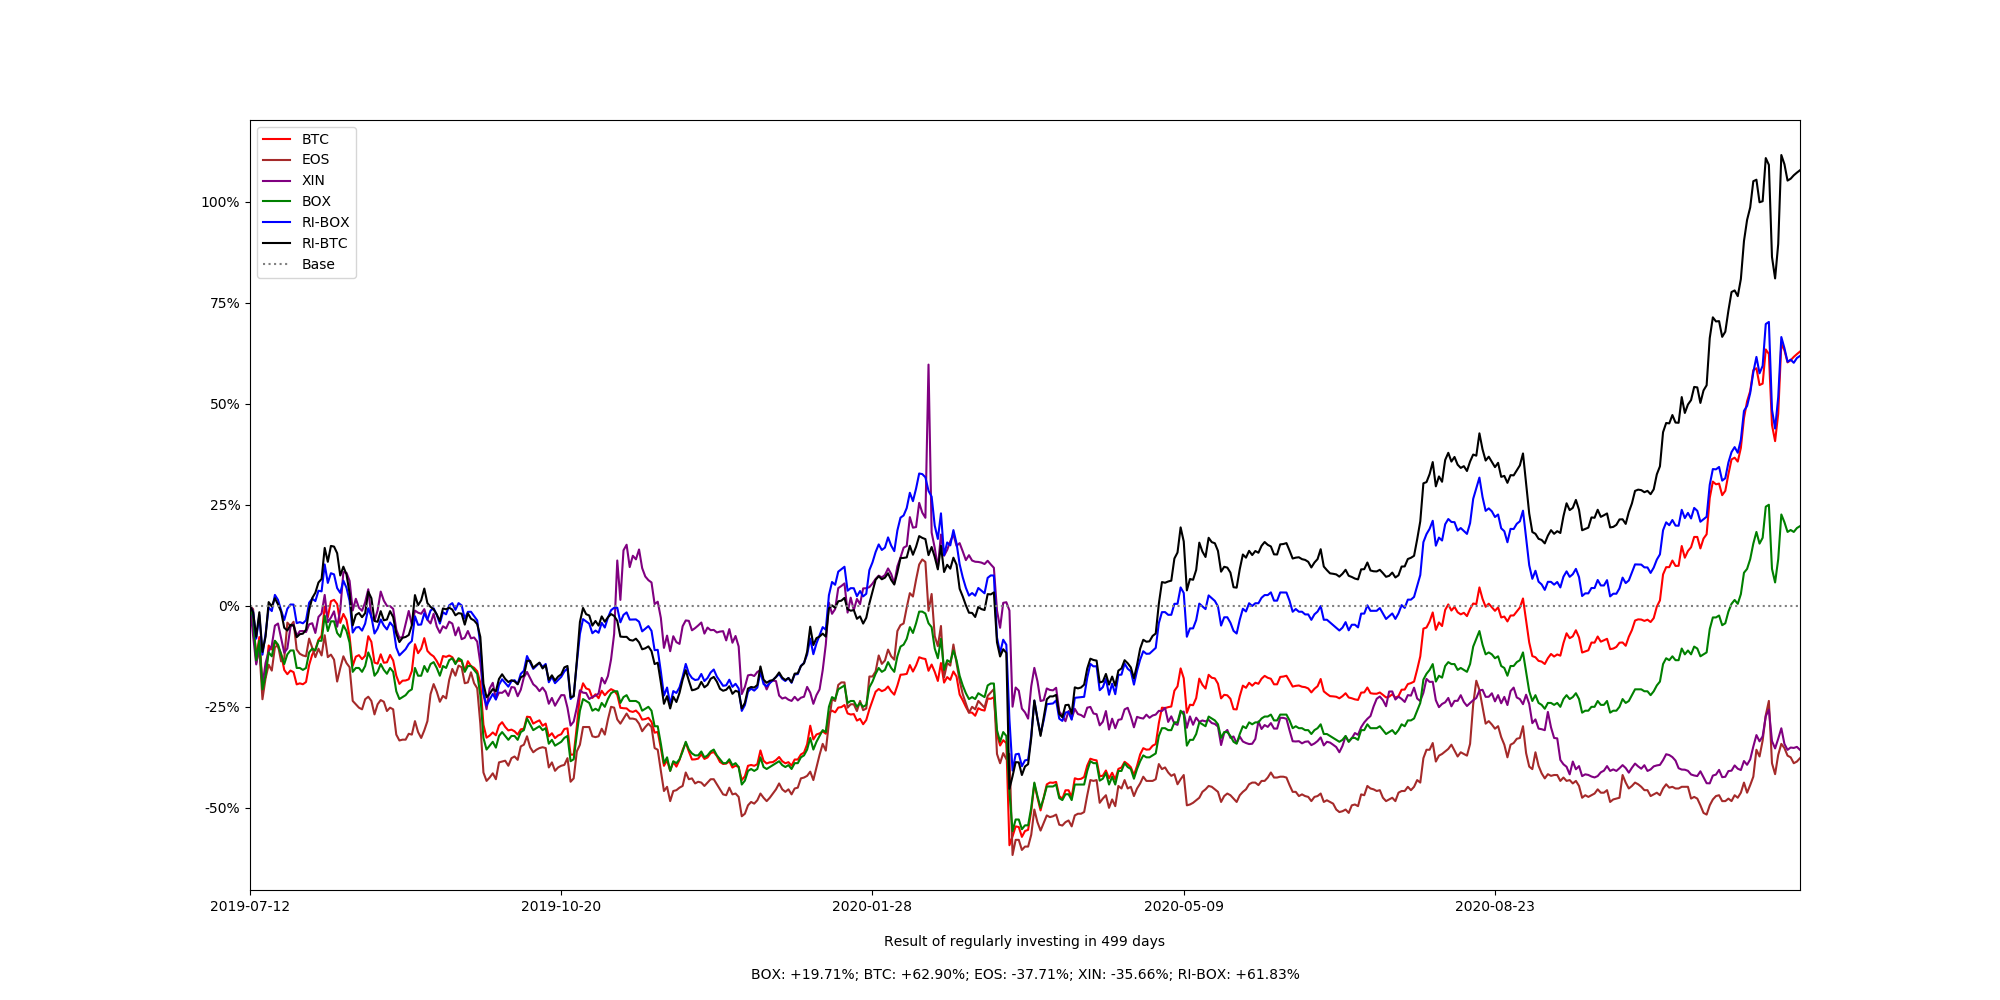 BTC
EOS
XIN
BOX
RI-BOX
RI-BTC
Base
100%
75%
50%
25%
0%
-25%
-50%
2019-07-12 2019-10-20 2020-01-28 2020-05-09 2020-08-23
Result of regularly investing in 499 days
BOX: +19.71%; BTC: +62.90%; EOS: -37.71%; XIN: -35.66%; RI-BOX: +61.83%